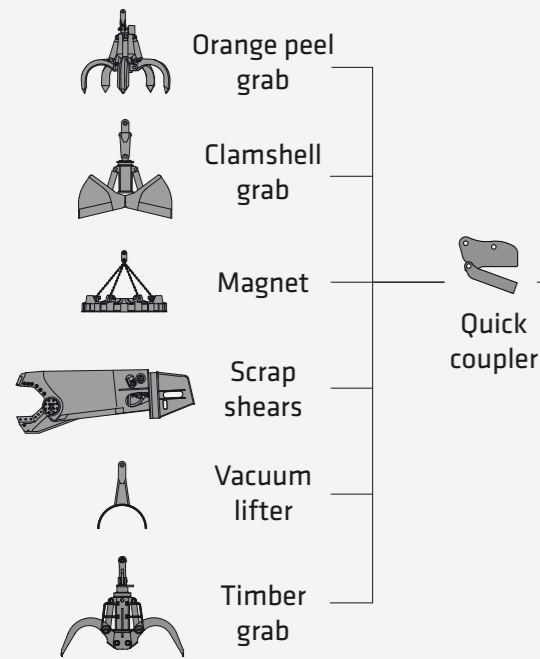 Orange peel
grab
Clamshell
grab
Magnet
Scrap
shears
Vacuum
lifter
Timber
grab
Quick
coupler